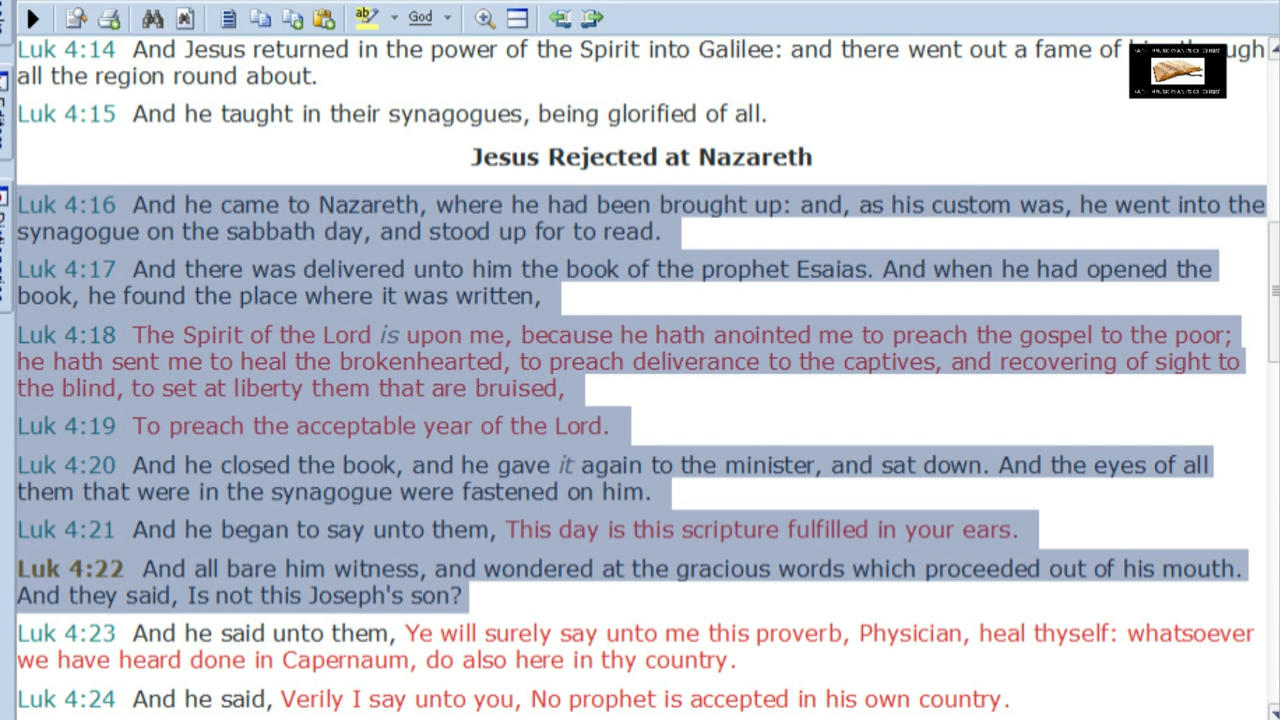 God
Luk 4:14 And Jesus returned in the power of the Spirit into Galilee: and there went out a fame of
all the region round about.
Luk 4:15 And he taught in their synagogues, being glorified of all.
Jesus Rejected at Nazareth
Luk 4:16 And he came to Nazareth, where he had been brought up: and, as his custom was, he went into the
synagogue on the sabbath day, and stood up for to read.
Luk 4:17 And there was delivered unto him the book of the prophet Esaias. And when he had opened the
book, he found the place where it was written,
Luk 4:18 The Spirit of the Lord is upon me, because he hath anointed me to preach the gospel to the poor;
he hath sent me to heal the brokenhearted, to preach deliverance to the captives, and recovering of sight to
the blind, to set at liberty them that are bruised,
Luk 4:19 To preach the acceptable year of the Lord.
Luk 4:20 And he closed the book, and he gave it again to the minister, and sat down. And the eyes of all
them that were in the synagogue were fastened on him.
Luk 4:21 And he began to say unto them, This day is this scripture fulfilled in your ears.
Luk 4:22 And all bare him witness, and wondered at the gracious words which proceeded out of his mouth.
And they said, Is not this Joseph's son?
Luk 4:23 And he said unto them, Ye will surely say unto me this proverb, Physician, heal thyself: whatsoever
we have heard done in Capernaum, do also here in thy country.
Luk 4:24 And he said, Verily I say unto you, No prophet is accepted in his own country.